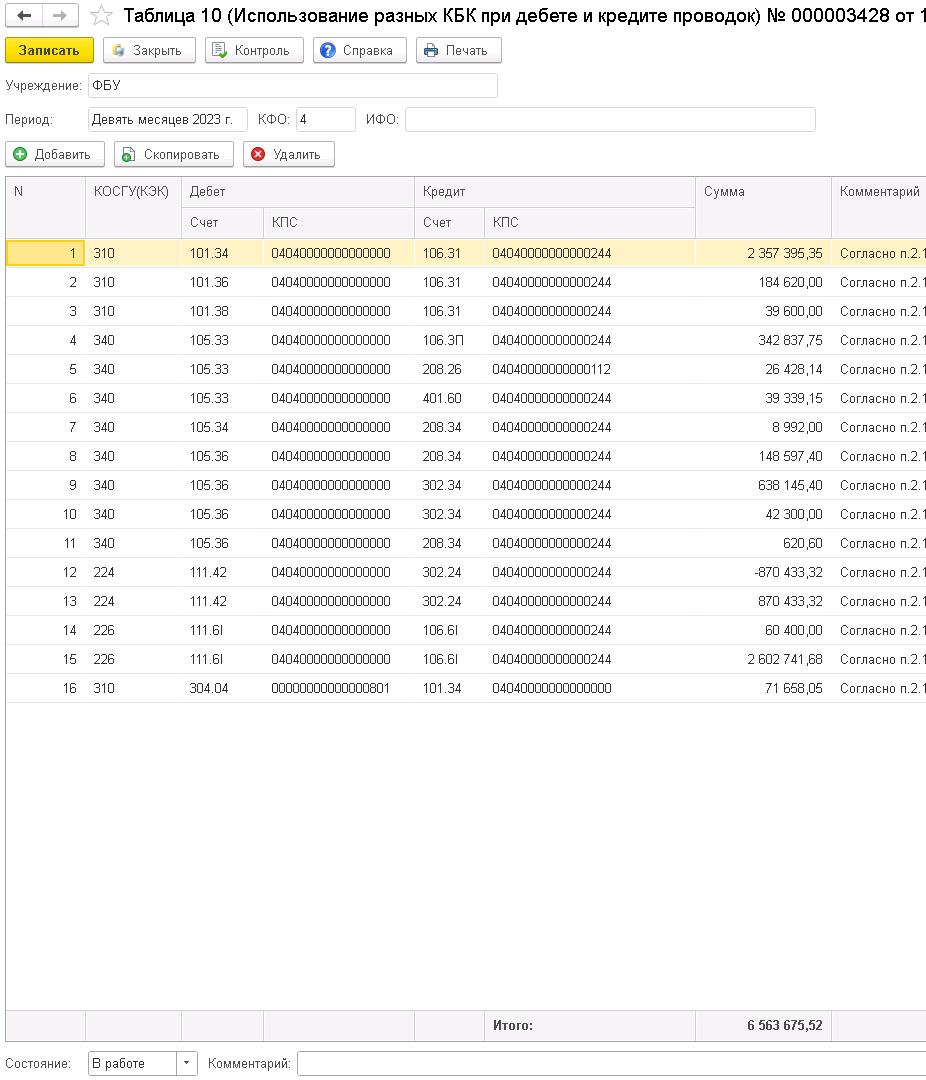 Таблица 10 (Использование разных КБК при дебете и кредите проводок) № 000003428 от 1
Записать Закрыть Контроль Справка Печать
Учреждение: ФБУ
Период: Девять месяцев 2023 г. КФО: 4 ИФО:
Добавить Скопировать Удалить
N КОСГУ(КЭК) Дебет Кредит Сумма Комментарий
Счет КПС Счет КПС
1 310 101.34 04040000000000000 106.31 04040000000000244 2 357 395,35 Согласно п.2.1
2 310 101.36 04040000000000000 106.31 04040000000000244 184 620,00 Согласно п.2.1
3 310 101.38 04040000000000000 106.31 04040000000000244 39 600,00 Согласно п.2.1
4 340 105.33 04040000000000000 106.3П 04040000000000244 342 837,75 Согласно п.2.1
5 340 105.33 04040000000000000 208.26 04040000000000112 26 428,14 Согласно п.2.1
6 340 105.33 04040000000000000 401.60 04040000000000244 39 339,15 Согласно п.2.1
7 340 105.34 04040000000000000 208.34 04040000000000244 8 992,00 Согласно п.2.1
8 340 105.36 04040000000000000 208.34 04040000000000244 148 597,40 Согласно п.2.1
9 340 105.36 04040000000000000 302.34 04040000000000244 638 145,40 Согласно п.2.1
10 340 105.36 04040000000000000 302.34 04040000000000244 42 300,00 Согласно п.2.1
11 340 105.36 04040000000000000 208.34 04040000000000244 620,60 Согласно п.2.1
12 224 111.42 04040000000000000 302.24 04040000000000244 -870 433,32 Согласно п.2.1
13 224 111.42 04040000000000000 302.24 04040000000000244 870 433,32 Согласно п.2.1
14 226 111.6I 04040000000000000 106.6I 04040000000000244 60 400,00 Согласно п.2.1
15 226 111.6I 04040000000000000 106.6I 04040000000000244 2 602 741,68 Согласно п.2.1
16 310 304.04 00000000000000801 101.34 04040000000000000 71 658,05 Согласно п.2.1
Итого: 6 563 675,52
Состояние: В работе Комментарий: